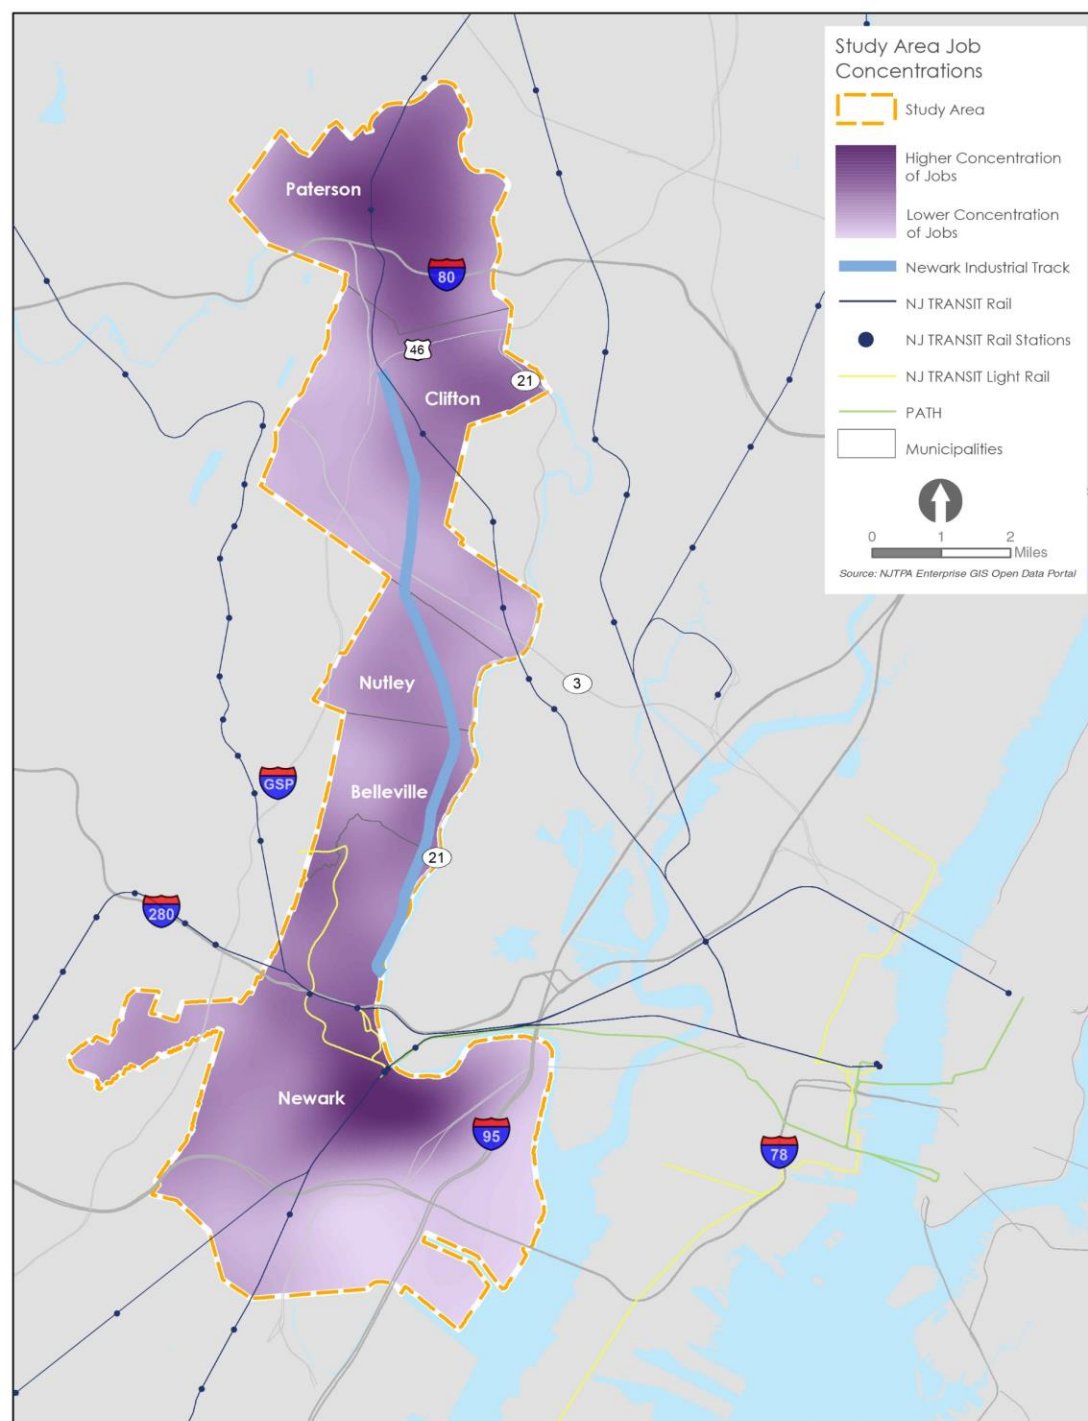 Study Area Job
Concentrations
Study Area
Higher Concentration
of Jobs
Lower Concentration
of Jobs
Newark Industrial Track
NJ TRANSIT Rail
NJ TRANSIT Rail Stations
NJ TRANSIT Light Rail
PATH
Municipalities
0 1 2
Miles
Source: NJTPA Enterprise GIS Open Data Portal
Paterson
80
46
21
Clifton
Nutley
3
GSP
Belleville
21
280
Newark
95
78